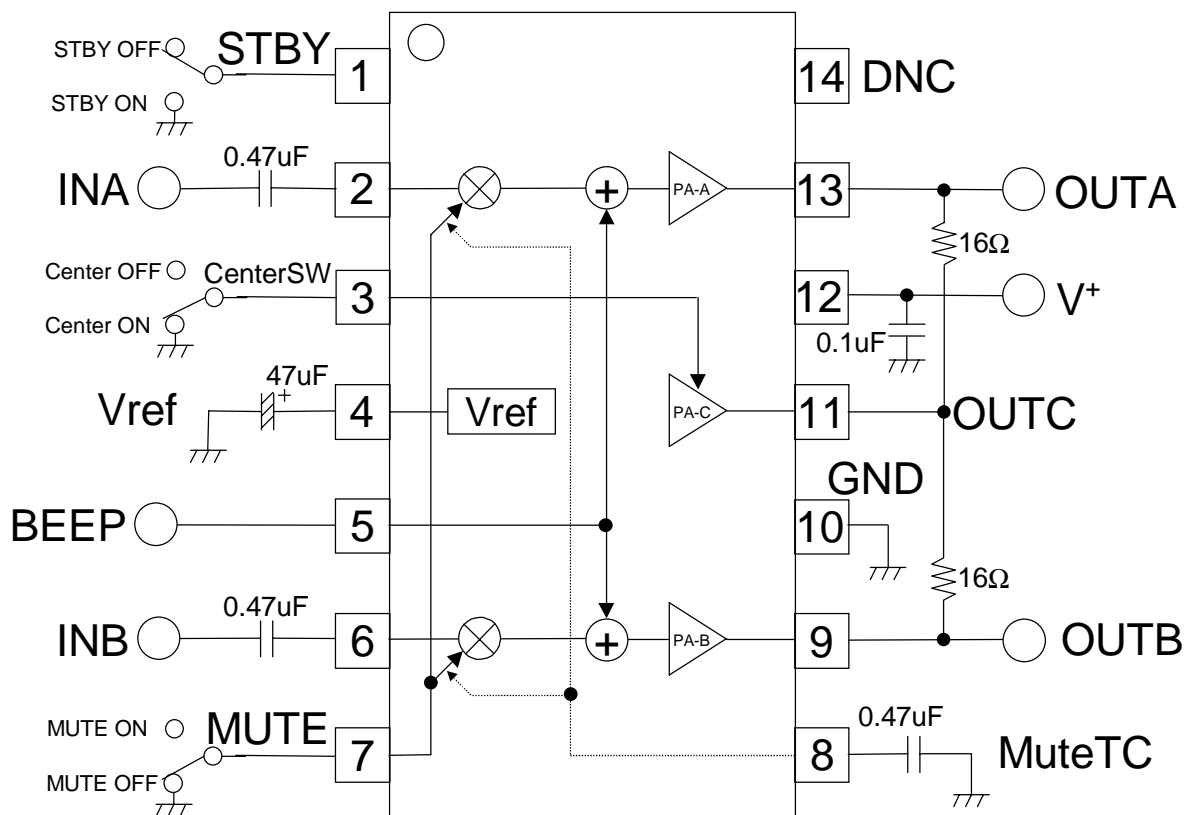 STBY OFF
STBY
1
14
DNC
STBY ON
0.47uF
INA
2
+
PA-A
13
OUTA
16Ω
Center OFF
CenterSW
3
12
V+
Center ON
0.1uF
47uF
+
Vref
4
Vref
PA-C
11
OUTC
GND
BEEP
5
10
16Ω
0.47uF
INB
6
+
PA-B
9
OUTB
MUTE ON
MUTE
7
0.47uF
8
MuteTC
MUTE OFF